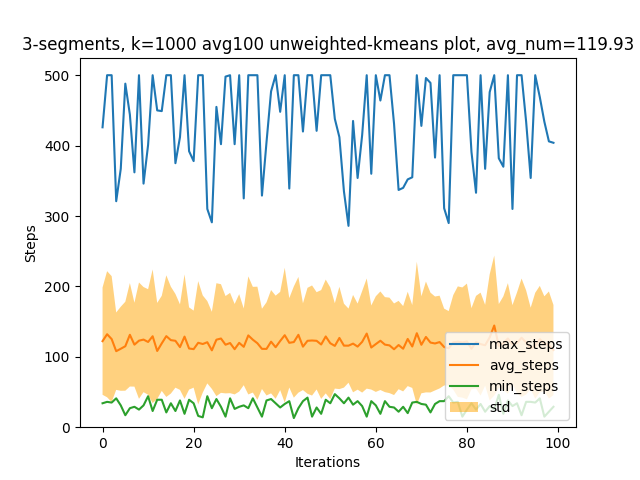 3-segments, k=1000 avg100 unweighted-kmeans plot, avg_num=119.93
500
400
300
200
100
0
Steps
0 20 40 60 80 100
Iterations
max_steps
avg_steps
min_steps
std